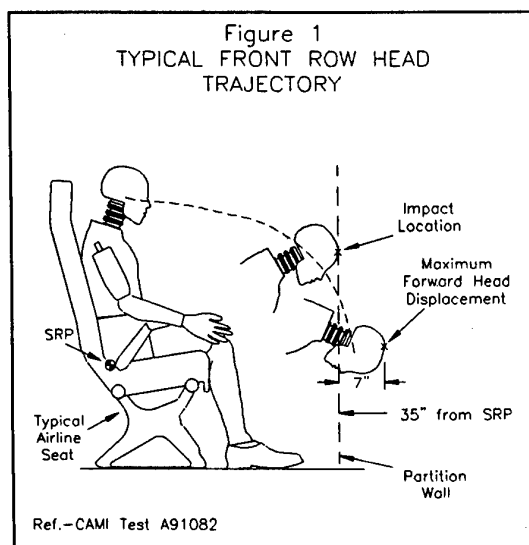 Figure 1
TYPICAL FRONT ROW HEAD
TRAJECTORY
Impact
Location
Maximum
Forward Head
Displacement
SRP
7"
35" from SRP
Typical
Airline
Seat
Partition
Wall
Ref.-CAMI Test A91082